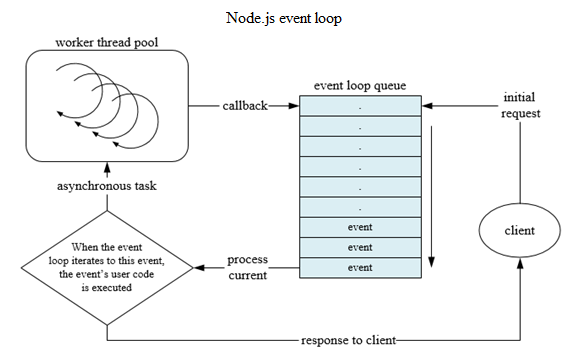 Node.js event loop
worker thread pool
event loop queue
callback
initial
request
.
.
.
.
.
.
event
event
event
asynchronous task
client
When the event
loop iterates to this event,
the event's user code
is executed
process
current
response to client